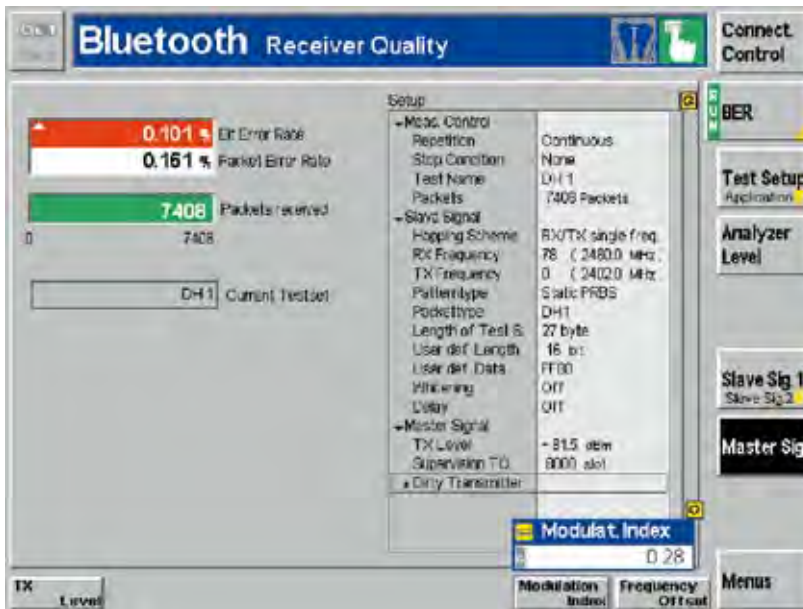 Bluetooth Receiver Quality
Connect. Control
0.101 % Bit Error Rate
0.161 % Packet Error Rate
7408 Packets received
0 7408
DH1 Current Testset
Setup
Meas. Control
Repetition Continuous
Stop Condition None
Test Name DH1
Packets 7408 Packets
Slave Signal
Hopping Scheme RX/TX single freq.
RX Frequency 78 ( 2480.0 MHz
TX Frequency 0 ( 2402.0 MHz
Patterntype Static PRBS
Packettype DH1
Length of Test S. 27 byte
User def. Length 16 bit
User def. Data FF00
Whitening Off
Delay Off
Master Signal
TX Level - 81.5 dBm
Supervision TO. 8000 slot
Dirty Transmitter
Modulat. Index
0.28
TX Level
Modulation Index
Frequency Offset
RUN
BER
Test Setup
Application
Analyzer Level
Slave Sig.1
Slave Sig.2
Master Sig
Menus